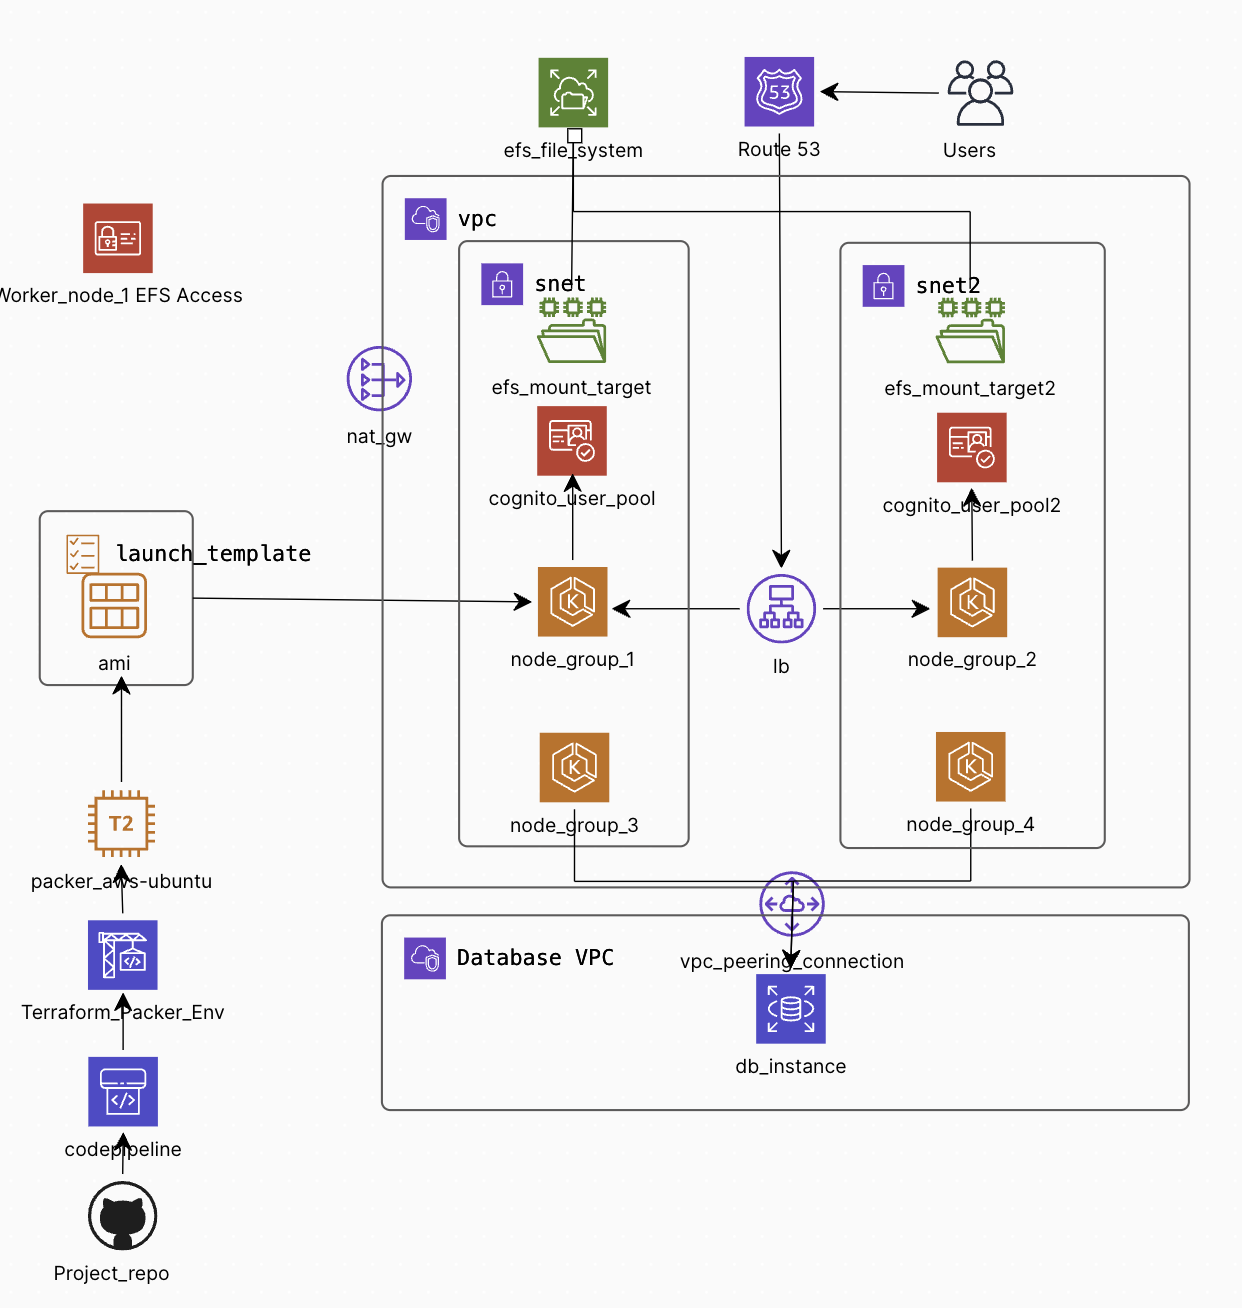 efs_file_system
Route 53
Users
53
vpc
Worker_node_1 EFS Access
snet
snet2
efs_mount_target
efs_mount_target2
nat_gw
cognito_user_pool
cognito_user_pool2
launch_template
ami
K
K
node_group_1
lb
node_group_2
K
K
node_group_3
node_group_4
T2
packer_aws-ubuntu
Database VPC
vpc_peering_connection
Terraform_Packer_Env
db_instance
codepipeline
Project_repo